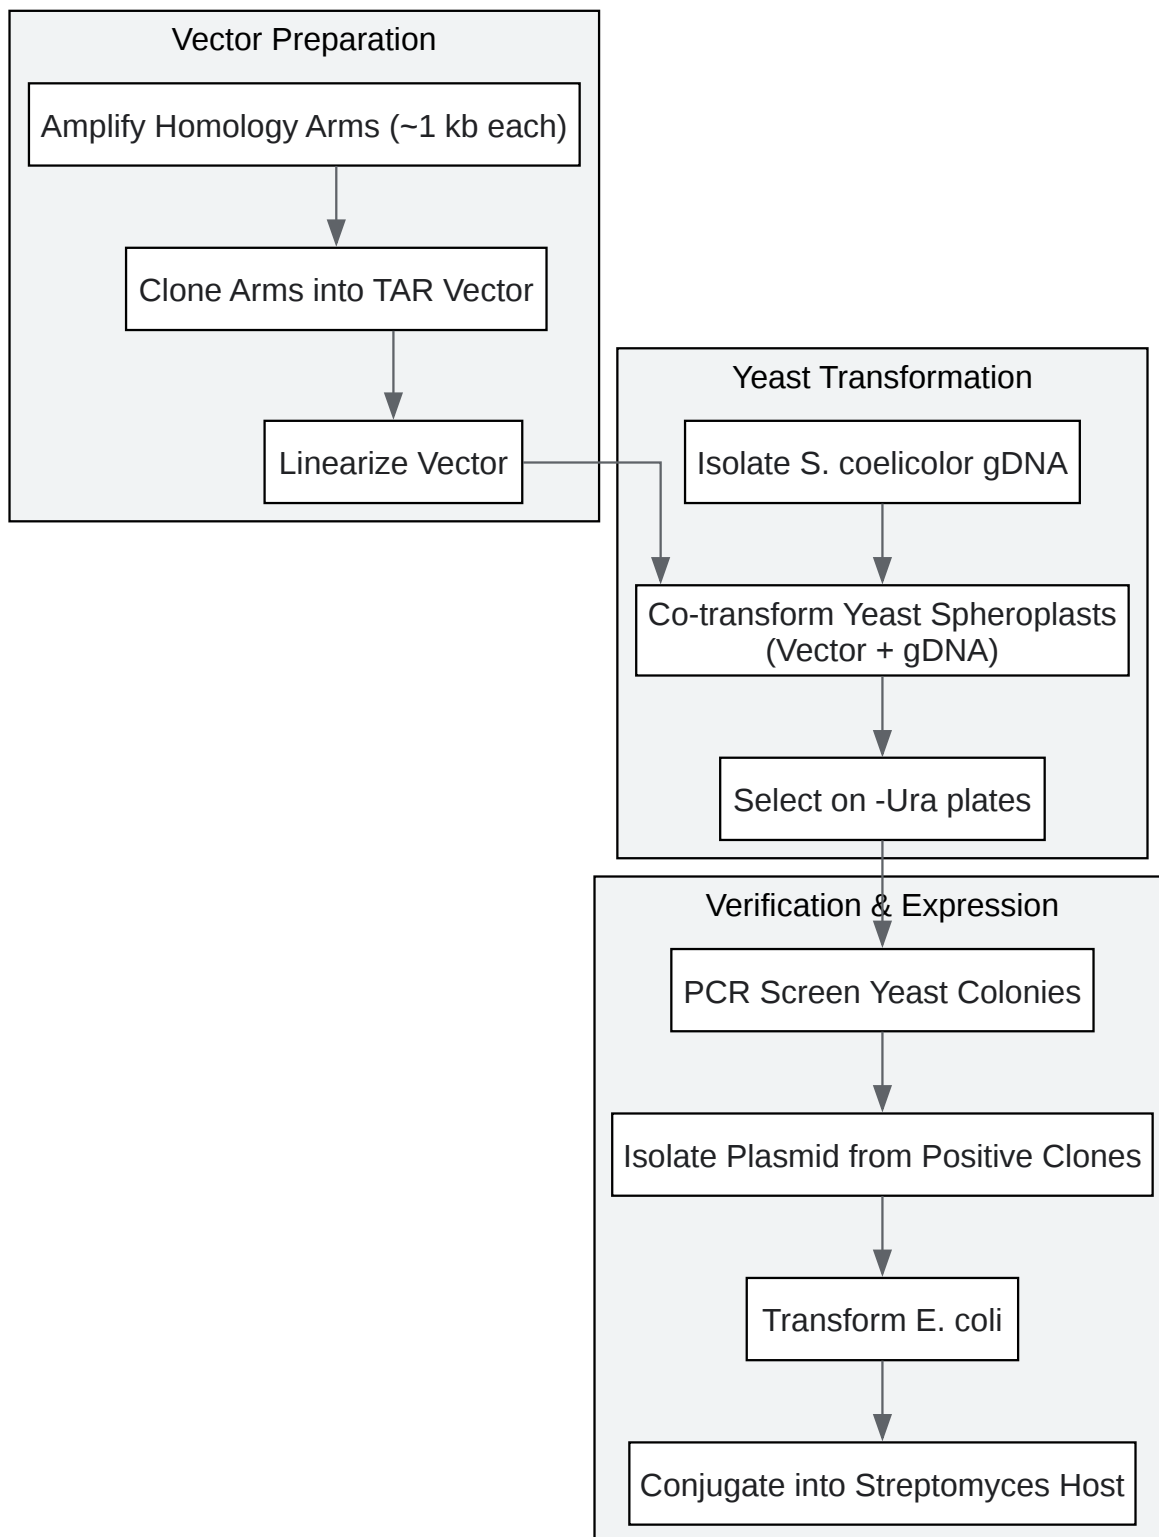 Vector Preparation
Amplify Homology Arms (~1 kb each)
Clone Arms into TAR Vector
Linearize Vector
Yeast Transformation
Isolate S. coelicolor gDNA
Co-transform Yeast Spheroplasts
(Vector + gDNA)
Select on -Ura plates
Verification & Expression
PCR Screen Yeast Colonies
Isolate Plasmid from Positive Clones
Transform E. coli
Conjugate into Streptomyces Host